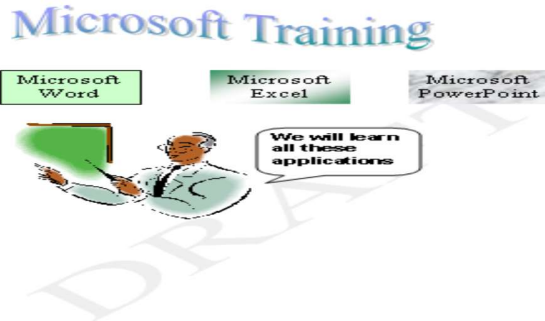 Microsoft Training
Microsoft Word
Microsoft Excel
Microsoft PowerPoint
We will learn
all these
applications
DRAFT